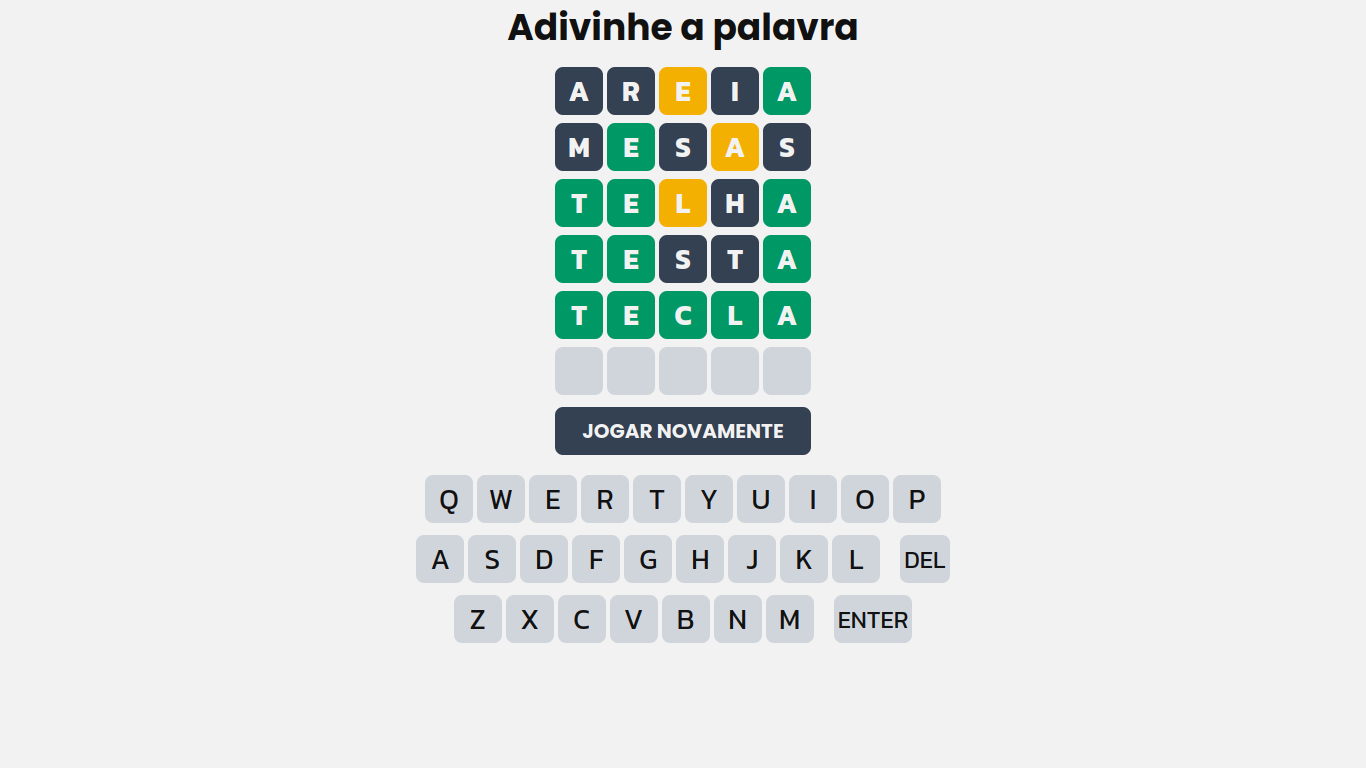 Adivinhe a palavra
A R E I A
M E S A S
T E L H A
T E S T A
T E C L A
JOGAR NOVAMENTE
Q W E R T Y U I O P
A S D F G H J K L DEL
Z X C V B N M ENTER